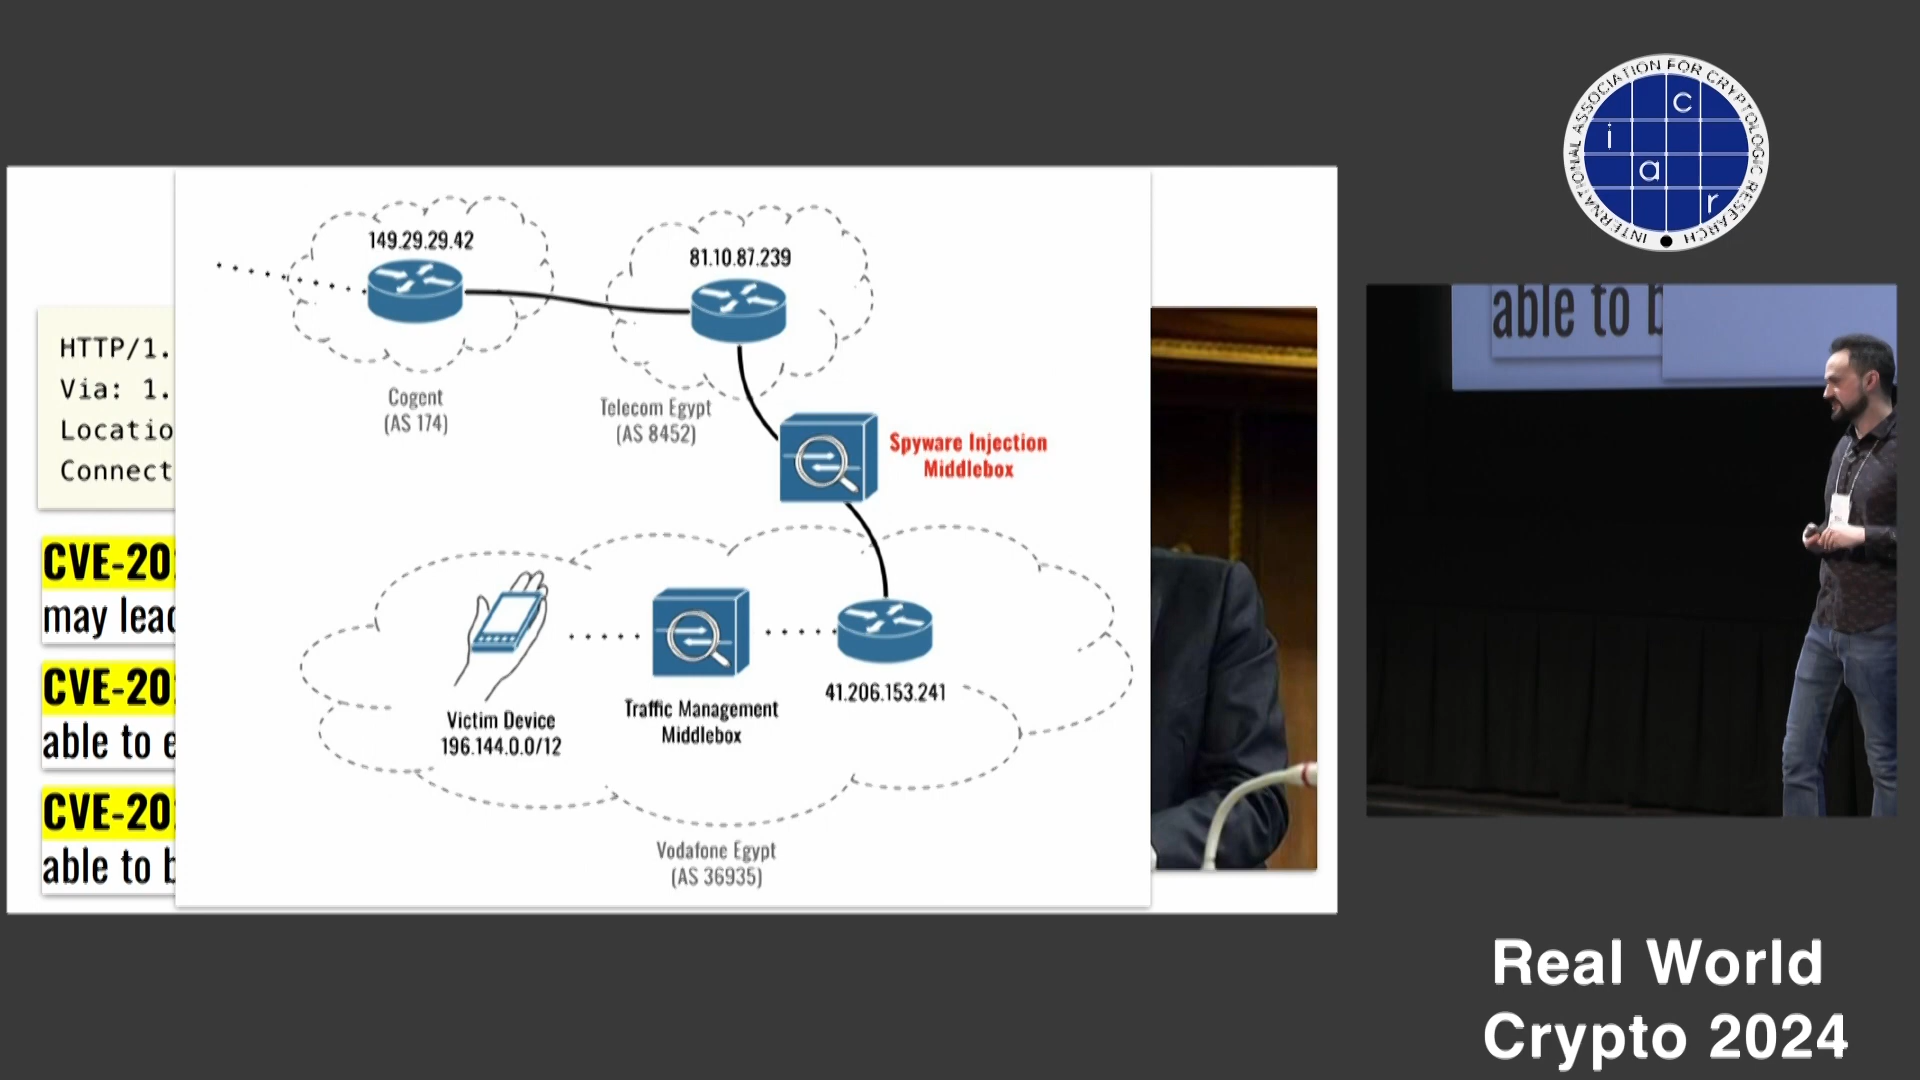 INTERNATIONAL ASSOCIATION FOR CRYPTOLOGIC RESEARCH
i a c r
HTTP/1.
Via: 1.
Locatio
Connect
CVE-20
may lead
CVE-20
able to e
CVE-20
able to b
149.29.29.42
81.10.87.239
Cogent
(AS 174)
Telecom Egypt
(AS 8452)
Spyware Injection
Middlebox
41.206.153.241
Victim Device
196.144.0.0/12
Traffic Management
Middlebox
Vodafone Egypt
(AS 36935)
able to b
Real World
Crypto 2024